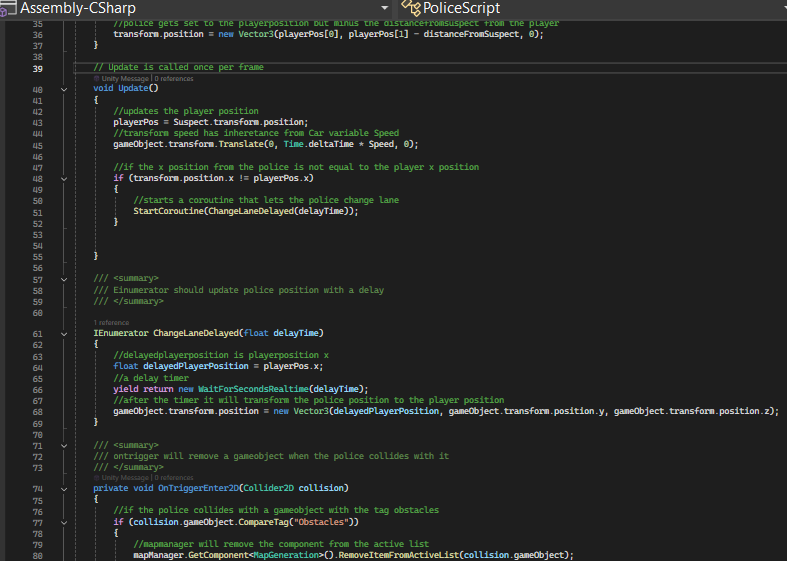 Assembly-CSharp PoliceScript
35 //police gets set to the playerposition but minus the distancefromsuspect from the player
36 transform.position = new Vector3(playerPos[0], playerPos[1] - distanceFromSuspect, 0);
37 }
38
39 // Update is called once per frame
Unity Message | 0 references
40 void Update()
41 {
42 //updates the player position
43 playerPos = Suspect.transform.position;
44 //transform speed has inheretance from Car variable Speed
45 gameObject.transform.Translate(0, Time.deltaTime * Speed, 0);
46
47 //if the x position from the police is not equal to the player x position
48 if (transform.position.x != playerPos.x)
49 {
50 //starts a coroutine that lets the police change lane
51 StartCoroutine(ChangeLaneDelayed(delayTime));
52 }
53
54
55 }
56
57 /// <summary>
58 /// Einumerator should update police position with a delay
59 /// </summary>
60
1 reference
61 IEnumerator ChangeLaneDelayed(float delayTime)
62 {
63 //delayedplayerposition is playerposition x
64 float delayedPlayerPosition = playerPos.x;
65 //a delay timer
66 yield return new WaitForSecondsRealtime(delayTime);
67 //after the timer it will transform the police position to the player position
68 gameObject.transform.position = new Vector3(delayedPlayerPosition, gameObject.transform.position.y, gameObject.transform.position.z);
69 }
70
71 /// <summary>
72 /// ontrigger will remove a gameobject when the police collides with it
73 /// </summary>
Unity Message | 0 references
74 private void OnTriggerEnter2D(Collider2D collision)
75 {
76 //if the police collides with a gameobject with the tag obstacles
77 if (collision.gameObject.CompareTag("Obstacles"))
78 {
79 //mapmanager will remove the component from the active list
80 mapManager.GetComponent<MapGeneration>().RemoveItemFromActiveList(collision.gameObject);